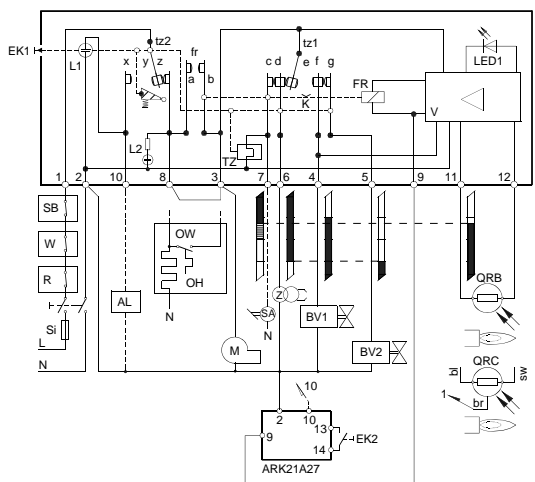 EK1
L1
tz2
x
y
z
fr
a
b
tz1
c d
e
f
g
K
FR
LED1
V
L2
TZ
1
2
10
8
3
7
6
4
5
9
11
12
SB
W
R
Si
L
N
AL
OW
OH
N
M
Z
SA
N
BV1
BV2
QRB
QRC
bl
sw
br
1
10
2
10
9
13
14
EK2
ARK21A27